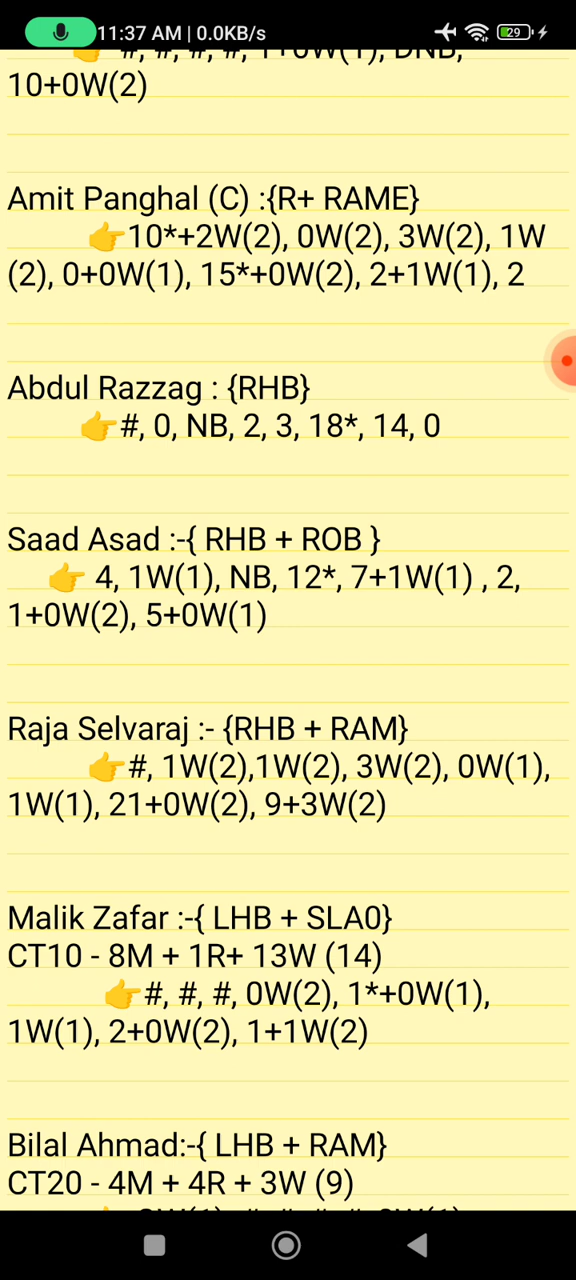 11:37 AM | 0.0KB/s
29
👉 #, #, #, #, 1+0W(1), DNB,
10+0W(2)
Amit Panghal (C) :{R+ RAME}
👉10*+2W(2), 0W(2), 3W(2), 1W
(2), 0+0W(1), 15*+0W(2), 2+1W(1), 2
Abdul Razzag : {RHB}
👉#, 0, NB, 2, 3, 18*, 14, 0
Saad Asad :-{ RHB + ROB }
👉 4, 1W(1), NB, 12*, 7+1W(1) , 2,
1+0W(2), 5+0W(1)
Raja Selvaraj :- {RHB + RAM}
👉#, 1W(2),1W(2), 3W(2), 0W(1),
1W(1), 21+0W(2), 9+3W(2)
Malik Zafar :-{ LHB + SLA0}
CT10 - 8M + 1R+ 13W (14)
👉#, #, #, 0W(2), 1*+0W(1),
1W(1), 2+0W(2), 1+1W(2)
Bilal Ahmad:-{ LHB + RAM}
CT20 - 4M + 4R + 3W (9)